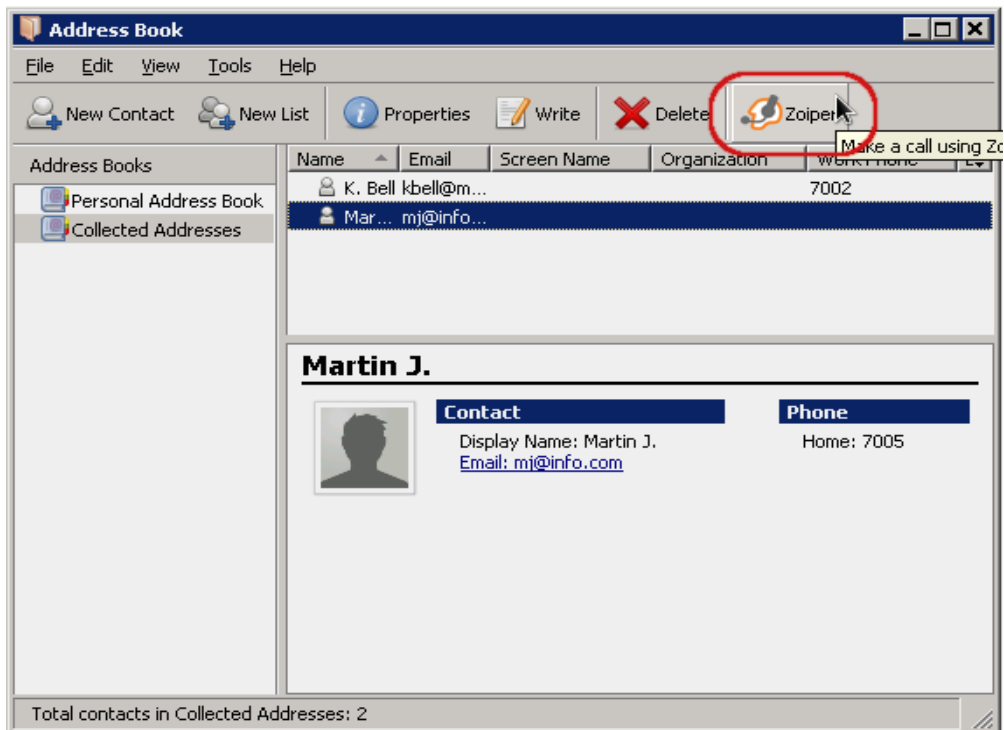 Address Book
File Edit View Tools Help
New Contact New List Properties Write Delete Zoiper
Make a call using Zo
Address Books
Name Email Screen Name Organization Work Phone
Personal Address Book
Collected Addresses
K. Bell kbell@m... 7002
Mar... mj@info...
Martin J.
Contact Phone
Display Name: Martin J. Home: 7005
Email: mj@info.com
Total contacts in Collected Addresses: 2